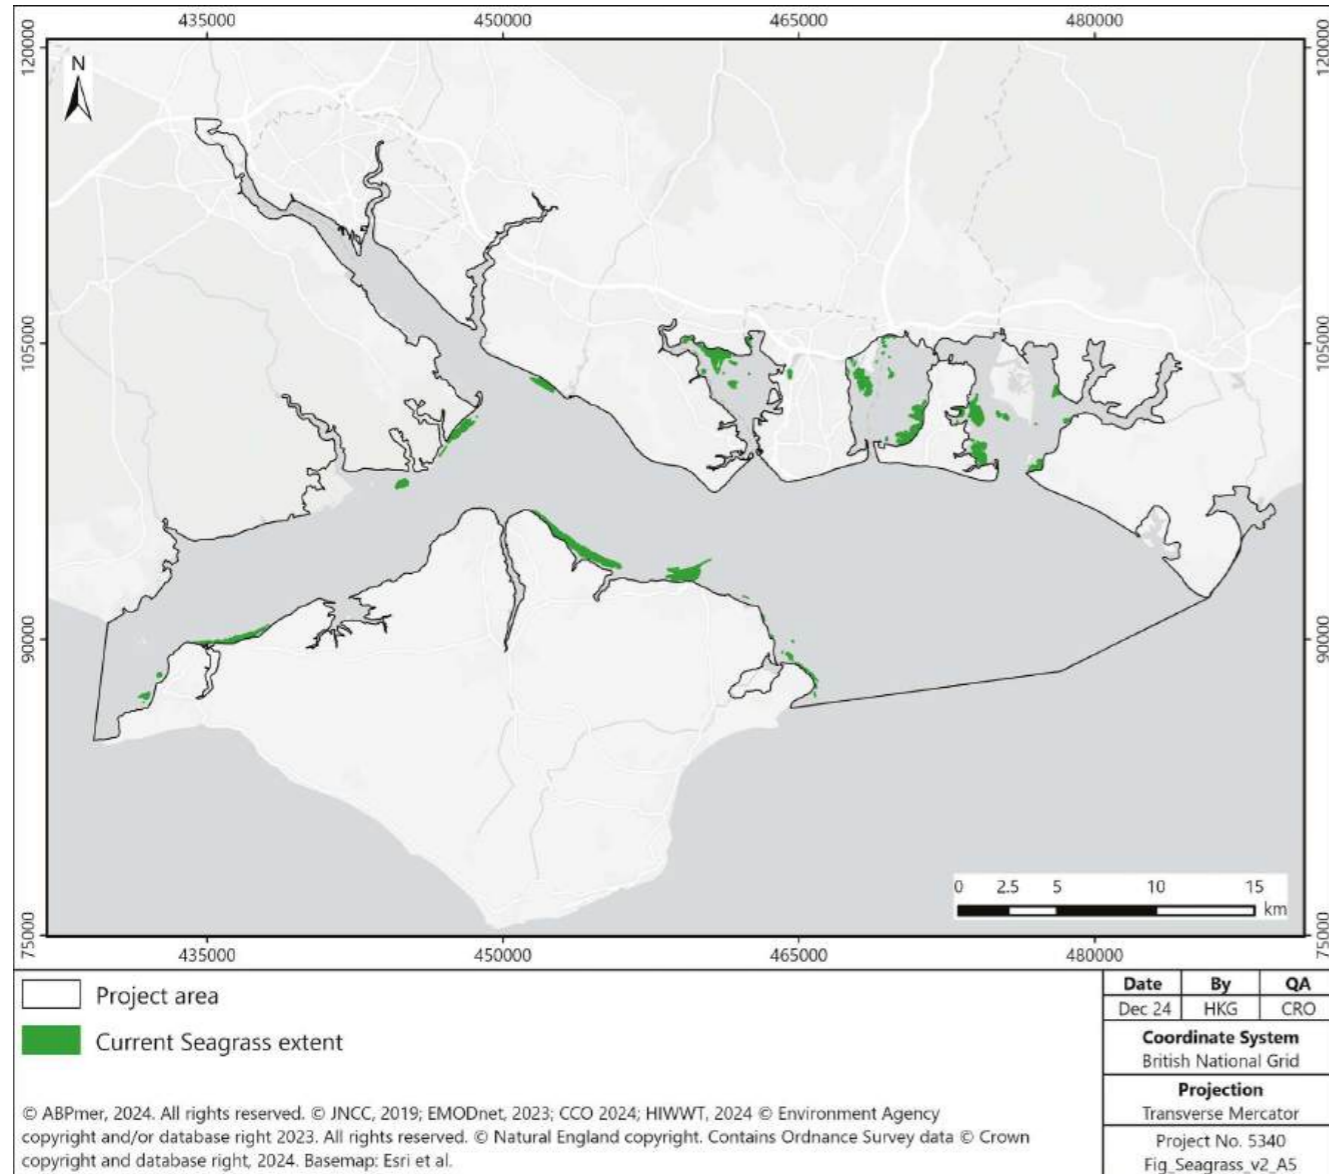 435000 450000 465000 480000
120000 120000
N
105000 105000
90000 90000
0 2.5 5 10 15
km
75000 75000
435000 450000 465000 480000
Project area
Current Seagrass extent
© ABPmer, 2024. All rights reserved. © JNCC, 2019; EMODnet, 2023; CCO 2024; HIWWT, 2024 © Environment Agency
copyright and/or database right 2023. All rights reserved. © Natural England copyright. Contains Ordnance Survey data © Crown
copyright and database right, 2024. Basemap: Esri et al.
Date By QA
Dec 24 HKG CRO
Coordinate System
British National Grid
Projection
Transverse Mercator
Project No. 5340
Fig_Seagrass_v2_A5